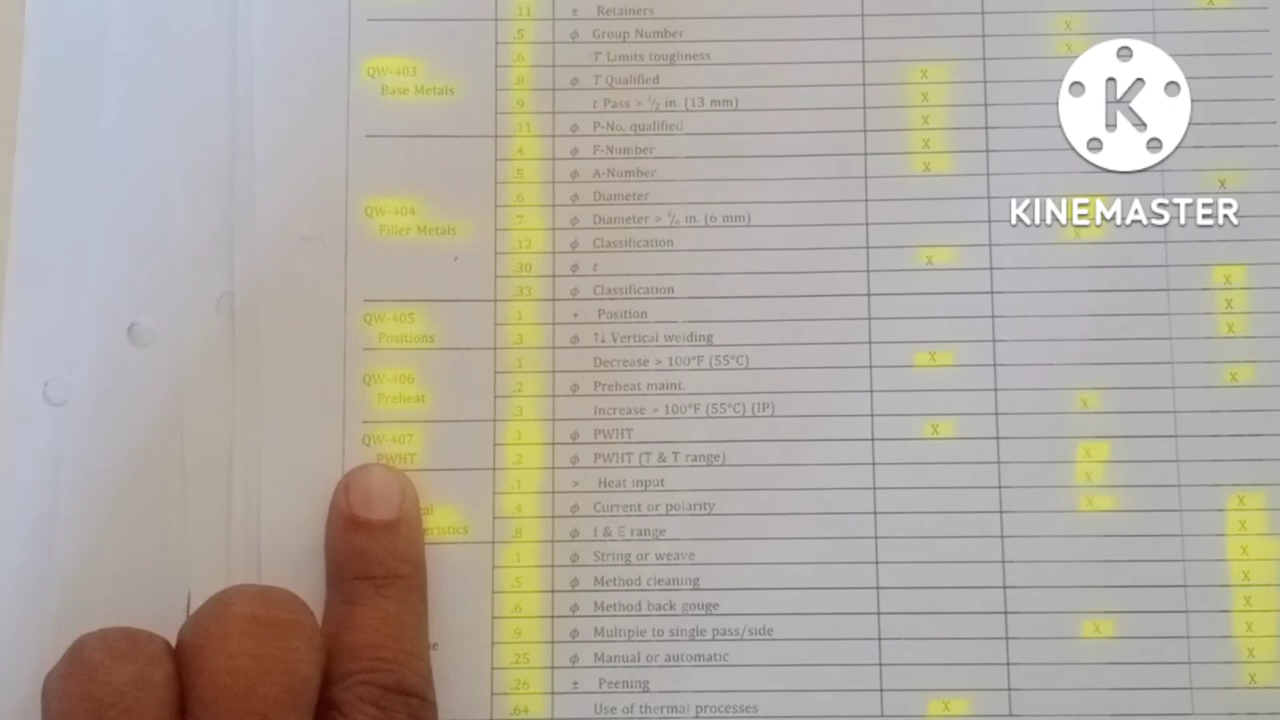 .11 ± Retainers X
.5 ϕ Group Number X
.6 T Limits toughness X
QW-403
Base Metals
.8 ϕ T Qualified X
.9 t Pass > 1/2 in. (13 mm) X
.11 ϕ P-No. qualified X
.4 ϕ F-Number X
.5 ϕ A-Number X
.6 ϕ Diameter X
QW-404
Filler Metals
.7 ϕ Diameter > 1/4 in. (6 mm)
.12 ϕ Classification X
.30 ϕ t X
.33 ϕ Classification X
QW-405
Positions
.1 + Position X
.3 ϕ ↑↓ Vertical welding X
QW-406
Preheat
.1 Decrease > 100°F (55°C) X
.2 ϕ Preheat maint. X
.3 Increase > 100°F (55°C) (IP) X
QW-407
PWHT
.1 ϕ PWHT X
.2 ϕ PWHT (T & T range) X
.1 > Heat input X
.4 ϕ Current or polarity X X
.8 ϕ I & E range X
.1 ϕ String or weave X
.5 ϕ Method cleaning X
.6 ϕ Method back gouge X
.9 ϕ Multiple to single pass/side X X
.25 ϕ Manual or automatic X
.26 ± Peening X
.64 Use of thermal processes X
K
KINEMASTER